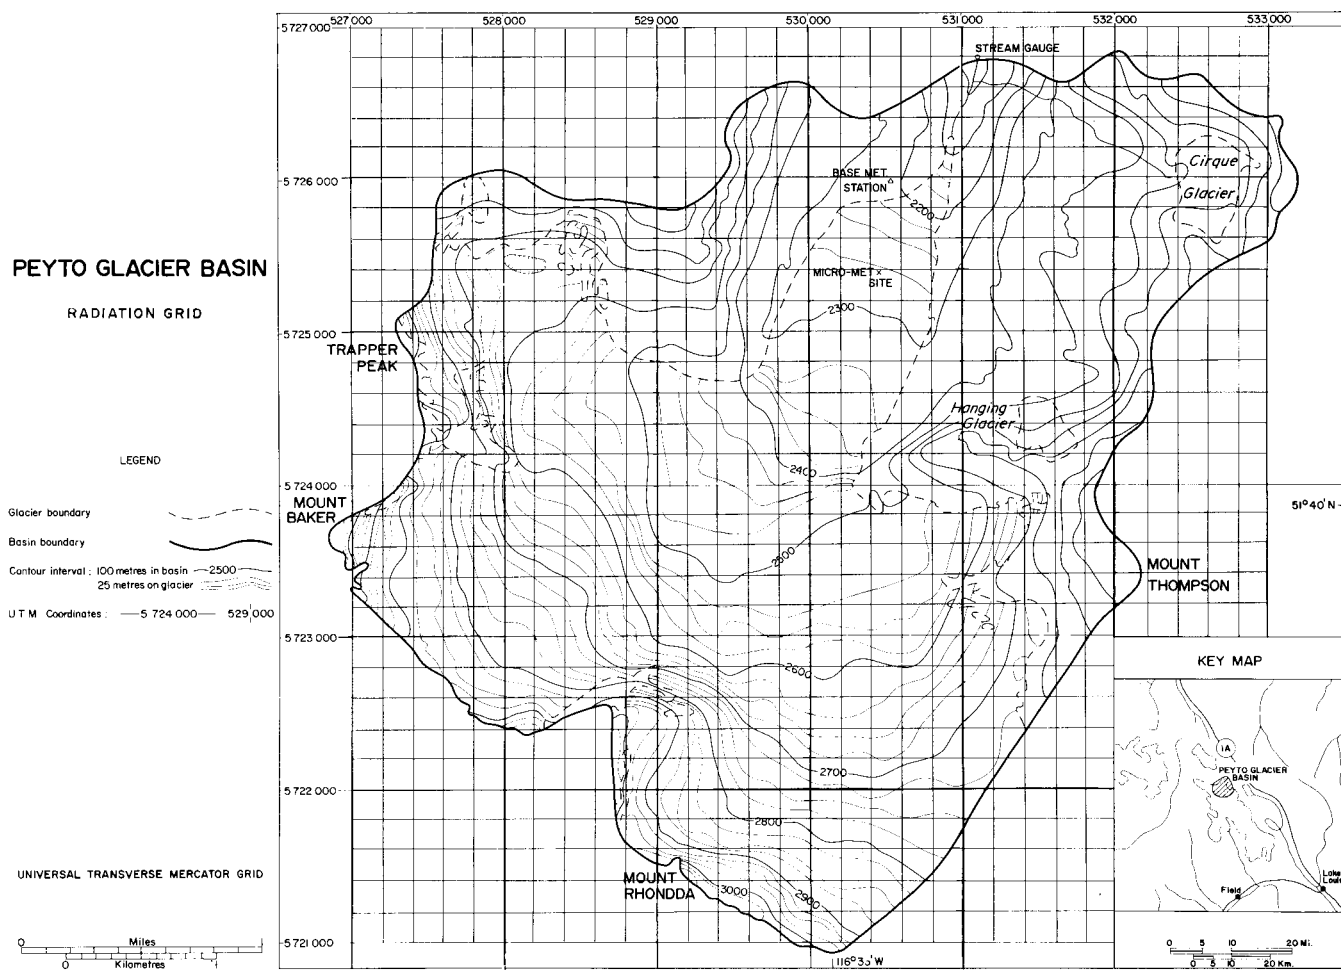 527 000
528 000
529 000
530 000
531 000
532 000
533 000
5 727 000
5 726 000
5 725 000
5 724 000
5 723 000
5 722 000
5 721 000
STREAM GAUGE
Cirque
Glacier
BASE MET.
STATION
2200
MICRO-MET
SITE
2300
PEYTO GLACIER BASIN
RADIATION GRID
TRAPPER
PEAK
Hanging
Glacier
2400
LEGEND
Glacier boundary
Basin boundary
Contour interval : 100 metres in basin 2500
25 metres on glacier
U T M Coordinates : 5 724 000 529 000
MOUNT
BAKER
51° 40' N
2500
MOUNT
THOMPSON
2600
2700
2800
2900
3000
MOUNT
RHONDDA
116° 33' W
KEY MAP
1A
PEYTO GLACIER
BASIN
Field
Lake
Louis
0 5 10 20 Mi.
0 5 10 20 Km.
UNIVERSAL TRANSVERSE MERCATOR GRID
0 Miles 1
0 Kilometres 1